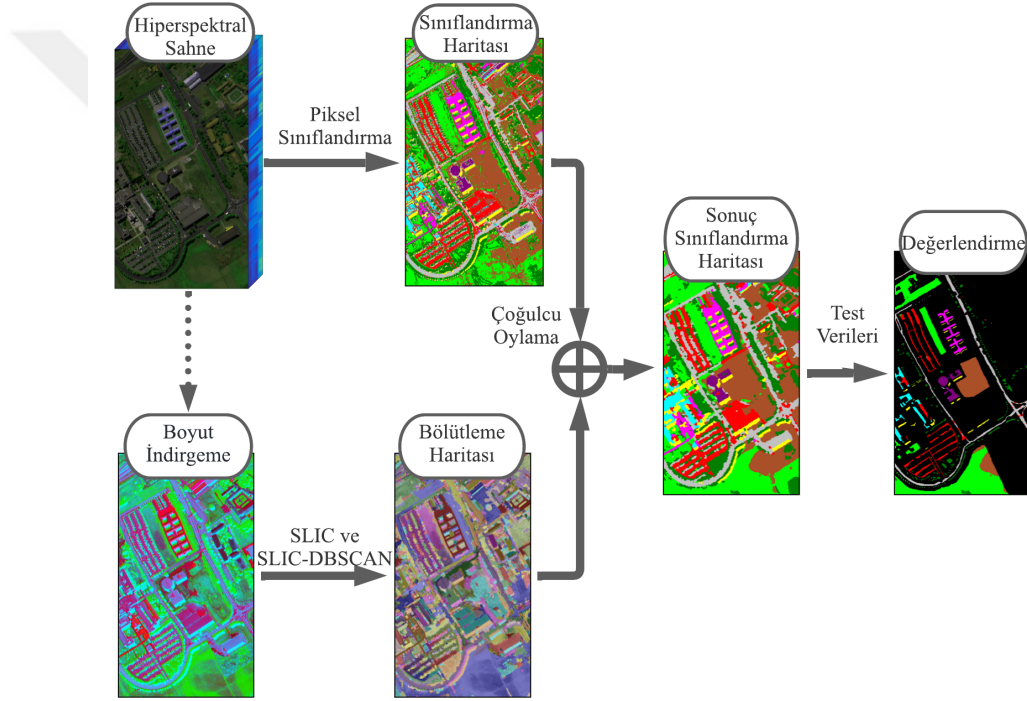 Hiperspektral
Sahne
Piksel
Sınıflandırma
Sınıflandırma
Haritası
Çoğulcu
Oylama
Sonuç
Sınıflandırma
Haritası
Test
Verileri
Değerlendirme
Boyut
İndirgeme
SLIC ve
SLIC-DBSCAN
Bölütleme
Haritası